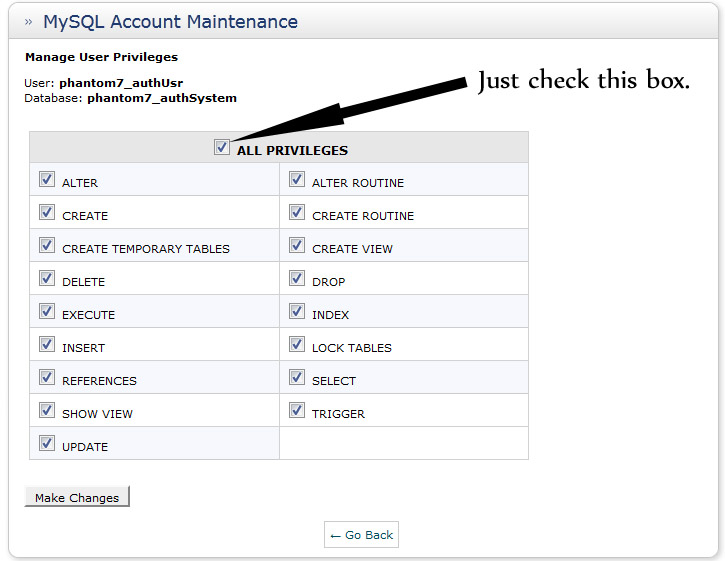 » MySQL Account Maintenance
Manage User Privileges
User: phantom7_authUsr
Database: phantom7_authSystem
Just check this box.
ALL PRIVILEGES
ALTER ALTER ROUTINE
CREATE CREATE ROUTINE
CREATE TEMPORARY TABLES CREATE VIEW
DELETE DROP
EXECUTE INDEX
INSERT LOCK TABLES
REFERENCES SELECT
SHOW VIEW TRIGGER
UPDATE
Make Changes
← Go Back